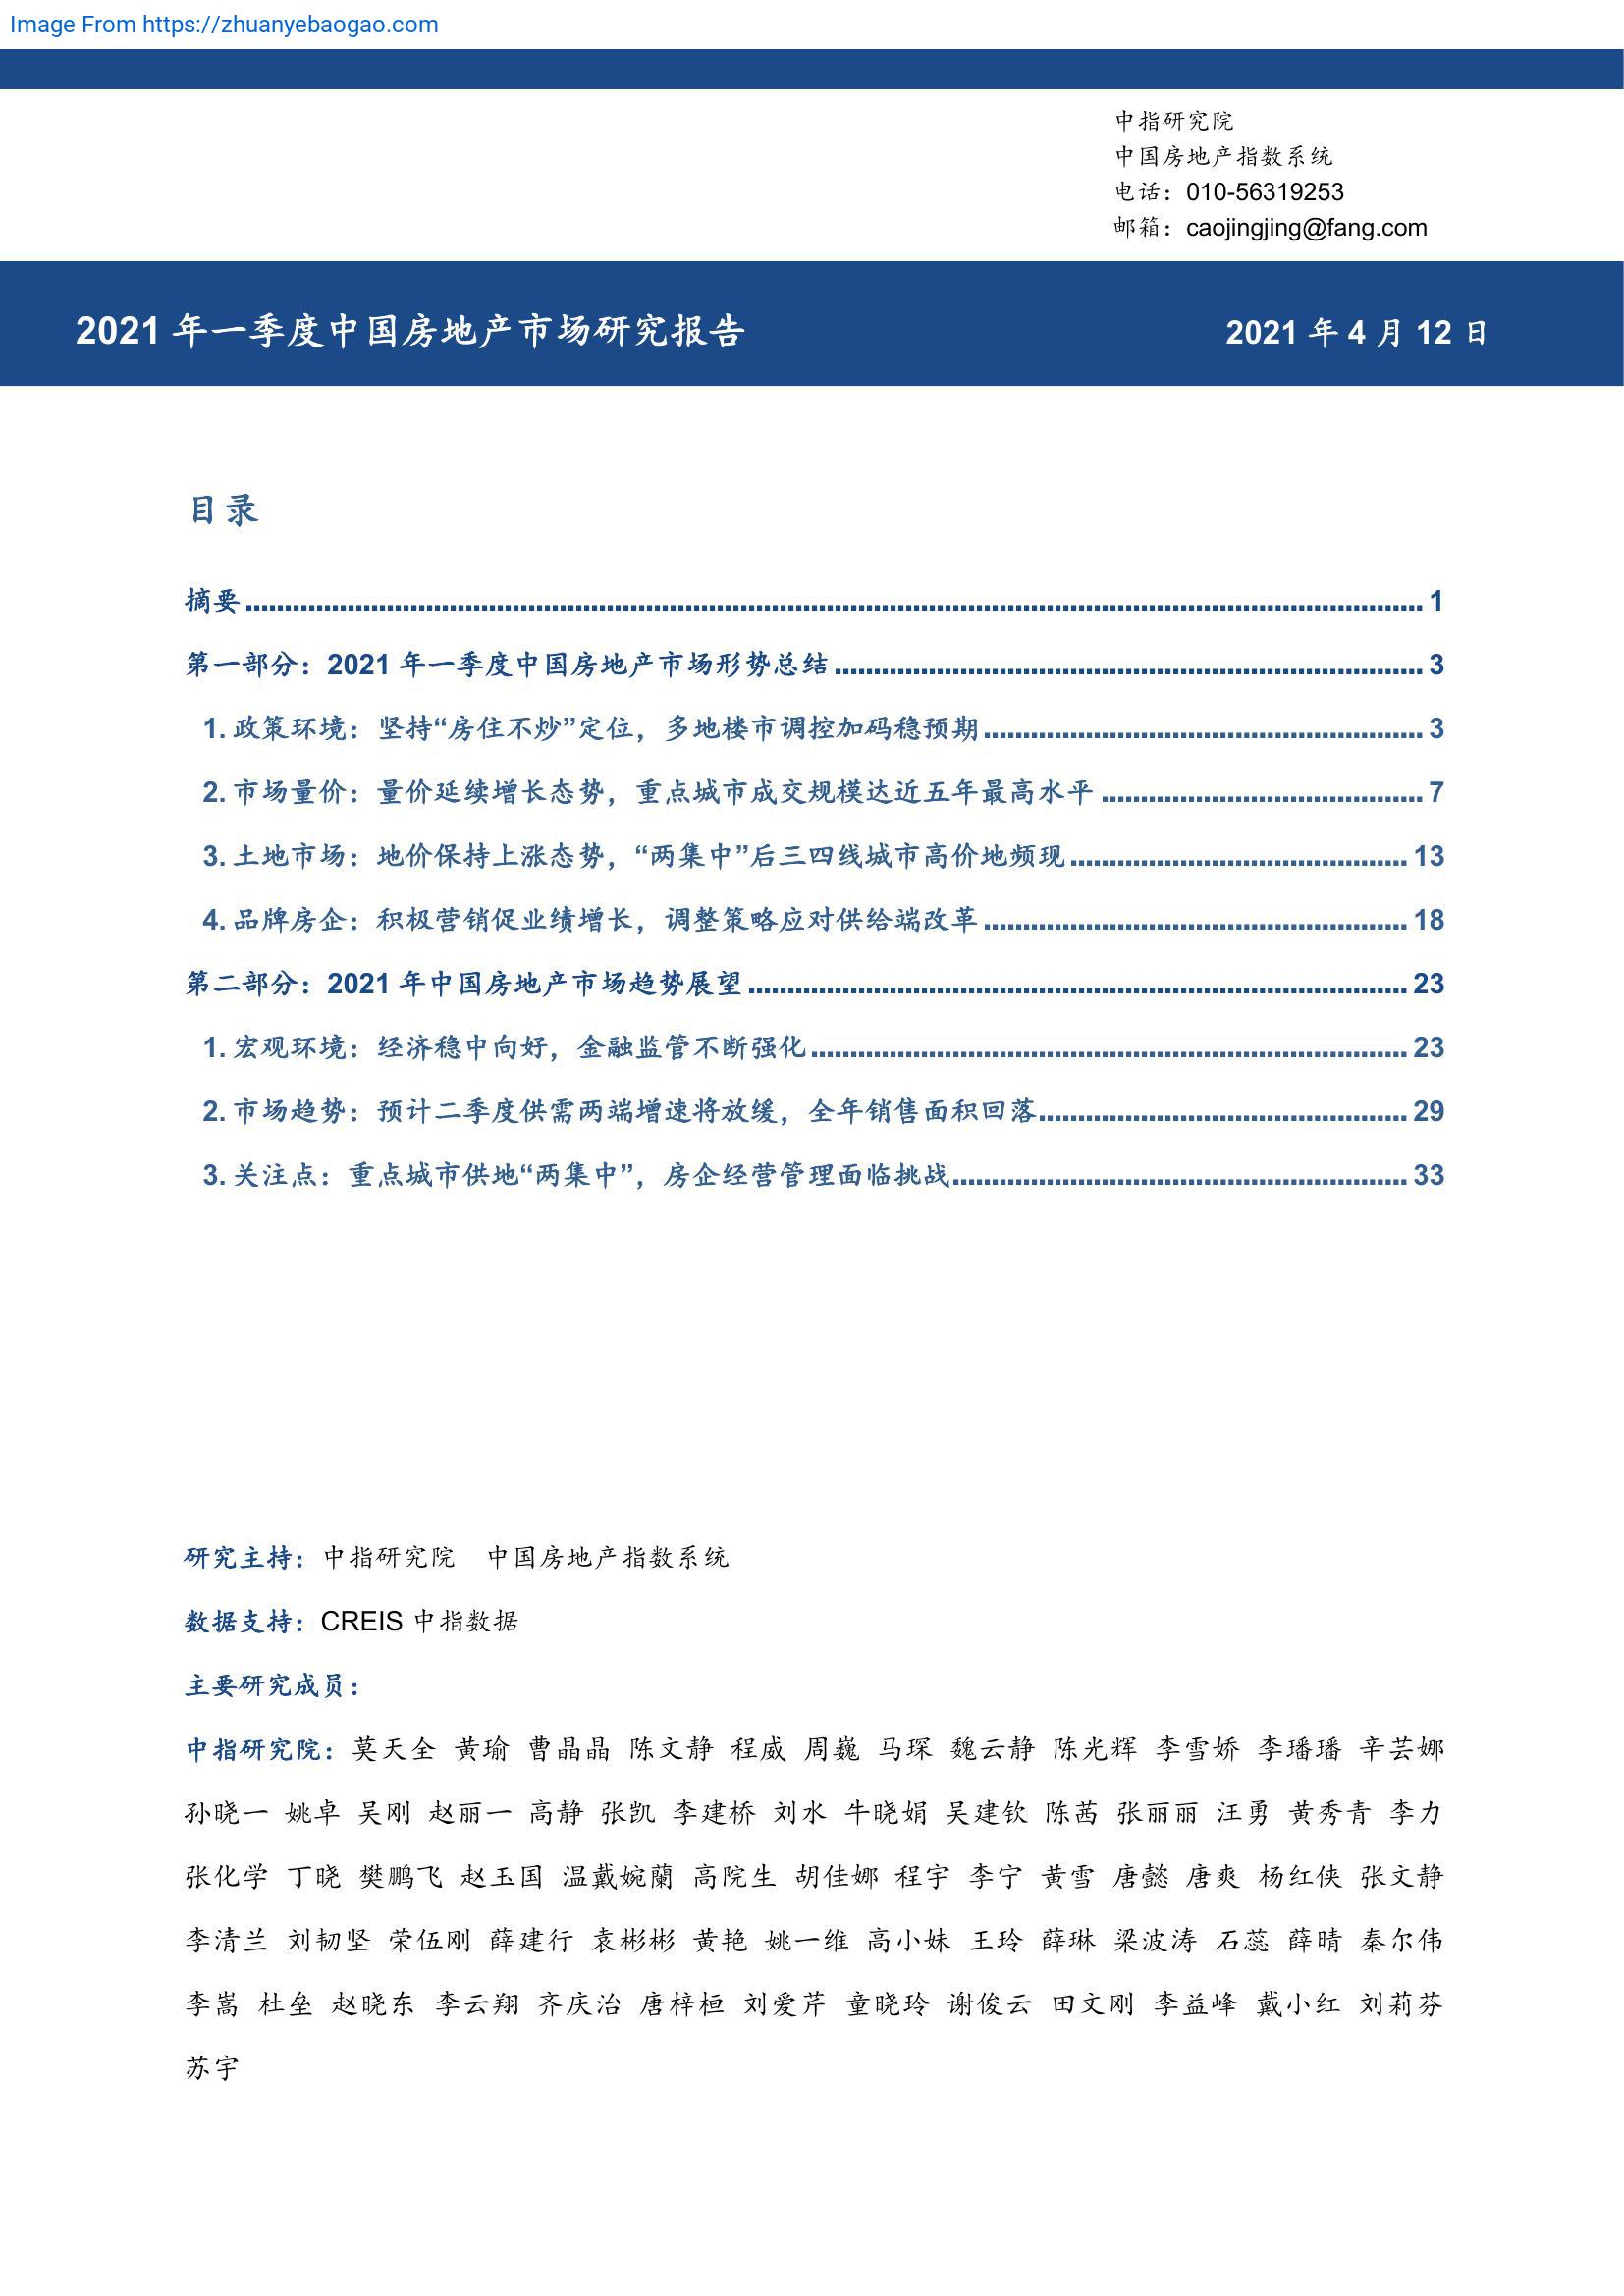 Image From https://zhuanyebaogao.com
中指研究院
中国房地产指数系统
电话：010-56319253
邮箱：caojingjing@fang.com
2021 年一季度中国房地产市场研究报告
2021 年 4 月 12 日
目录
摘要 ........ 1
第一部分：2021 年一季度中国房地产市场形势总结 ........ 3
1. 政策环境：坚持“房住不炒”定位，多地楼市调控加码稳预期 ........ 3
2. 市场量价：量价延续增长态势，重点城市成交规模达近五年最高水平 ........ 7
3. 土地市场：地价保持上涨态势，“两集中”后三四线城市高价地频现 ........ 13
4. 品牌房企：积极营销促业绩增长，调整策略应对供给端改革 ........ 18
第二部分：2021 年中国房地产市场趋势展望 ........ 23
1. 宏观环境：经济稳中向好，金融监管不断强化 ........ 23
2. 市场趋势：预计二季度供需两端增速将放缓，全年销售面积回落 ........ 29
3. 关注点：重点城市供地“两集中”，房企经营管理面临挑战 ........ 33
研究主持：中指研究院 中国房地产指数系统
数据支持：CREIS 中指数据
主要研究成员：
中指研究院：莫天全 黄瑜 曹晶晶 陈文静 程威 周巍 马琛 魏云静 陈光辉 李雪娇 李璠璠 辛芸娜
孙晓一 姚卓 吴刚 赵丽一 高静 张凯 李建桥 刘水 牛晓娟 吴建钦 陈茜 张丽丽 汪勇 黄秀青 李力
张化学 丁晓 樊鹏飞 赵玉国 温戴婉蘭 高院生 胡佳娜 程宇 李宁 黄雪 唐懿 唐爽 杨红侠 张文静
李清兰 刘韧坚 荣伍刚 薛建行 袁彬彬 黄艳 姚一维 高小妹 王玲 薛琳 梁波涛 石蕊 薛晴 秦尔伟
李嵩 杜垒 赵晓东 李云翔 齐庆治 唐梓桓 刘爱芹 童晓玲 谢俊云 田文刚 李益峰 戴小红 刘莉芬
苏宇